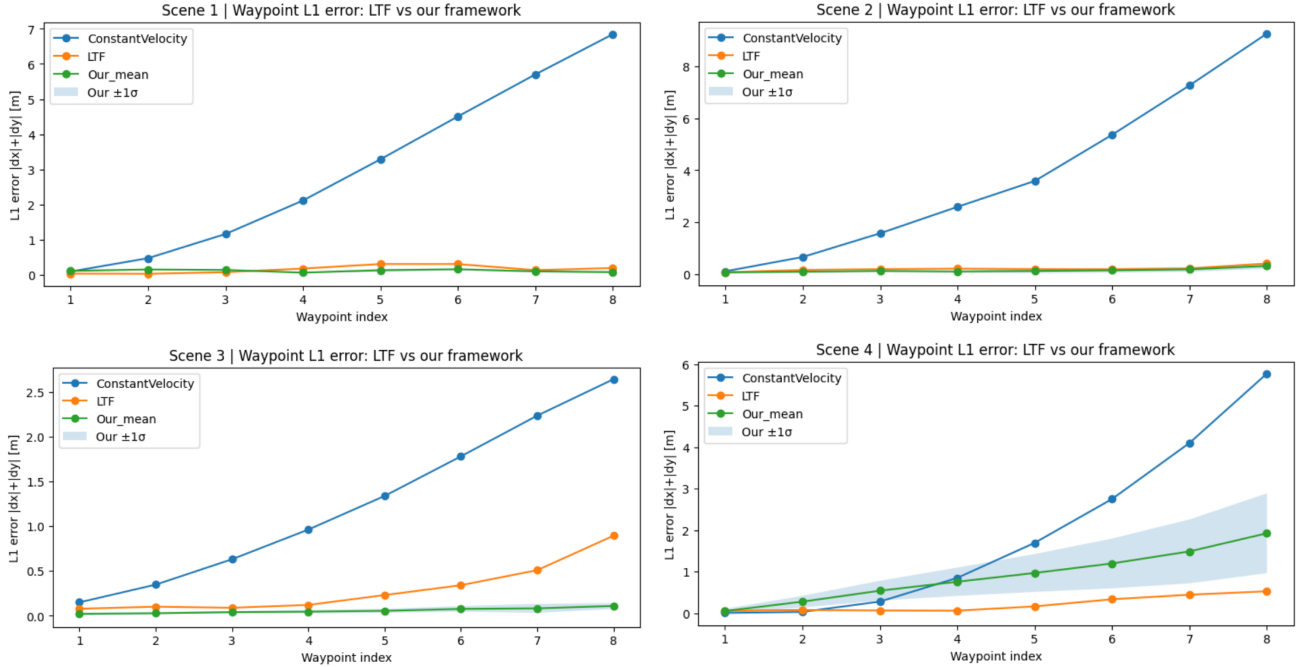 Scene 1 | Waypoint L1 error: LTF vs our framework
L1 error |dx|+|dy| [m]
7
6
5
4
3
2
1
0
ConstantVelocity
LTF
Our_mean
Our ±1σ
1 2 3 4 5 6 7 8
Waypoint index
Scene 2 | Waypoint L1 error: LTF vs our framework
L1 error |dx|+|dy| [m]
8
6
4
2
0
ConstantVelocity
LTF
Our_mean
Our ±1σ
1 2 3 4 5 6 7 8
Waypoint index
Scene 3 | Waypoint L1 error: LTF vs our framework
L1 error |dx|+|dy| [m]
2.5
2.0
1.5
1.0
0.5
0.0
ConstantVelocity
LTF
Our_mean
Our ±1σ
1 2 3 4 5 6 7 8
Waypoint index
Scene 4 | Waypoint L1 error: LTF vs our framework
L1 error |dx|+|dy| [m]
6
5
4
3
2
1
0
ConstantVelocity
LTF
Our_mean
Our ±1σ
1 2 3 4 5 6 7 8
Waypoint index